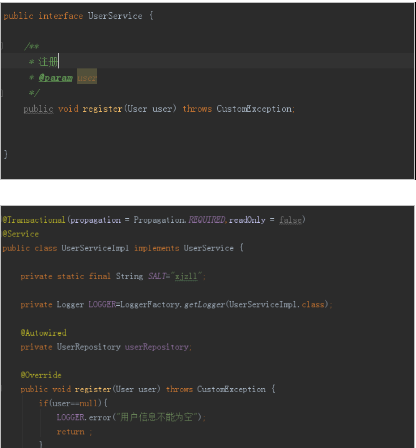 public interface UserService {
/**
* 注册
* @param user
*/
public void register(User user) throws CustomException;
}
@Transactional(propagation = Propagation.REQUIRED,readOnly = false)
@Service
public class UserServiceImpl implements UserService {
private static final String SALT="xjsll";
private Logger LOGGER=LoggerFactory.getLogger(UserServiceImpl.class);
@Autowired
private UserRepository userRepository;
@Override
public void register(User user) throws CustomException {
if(user==null){
LOGGER.error("用户信息不能为空");
return ;
}